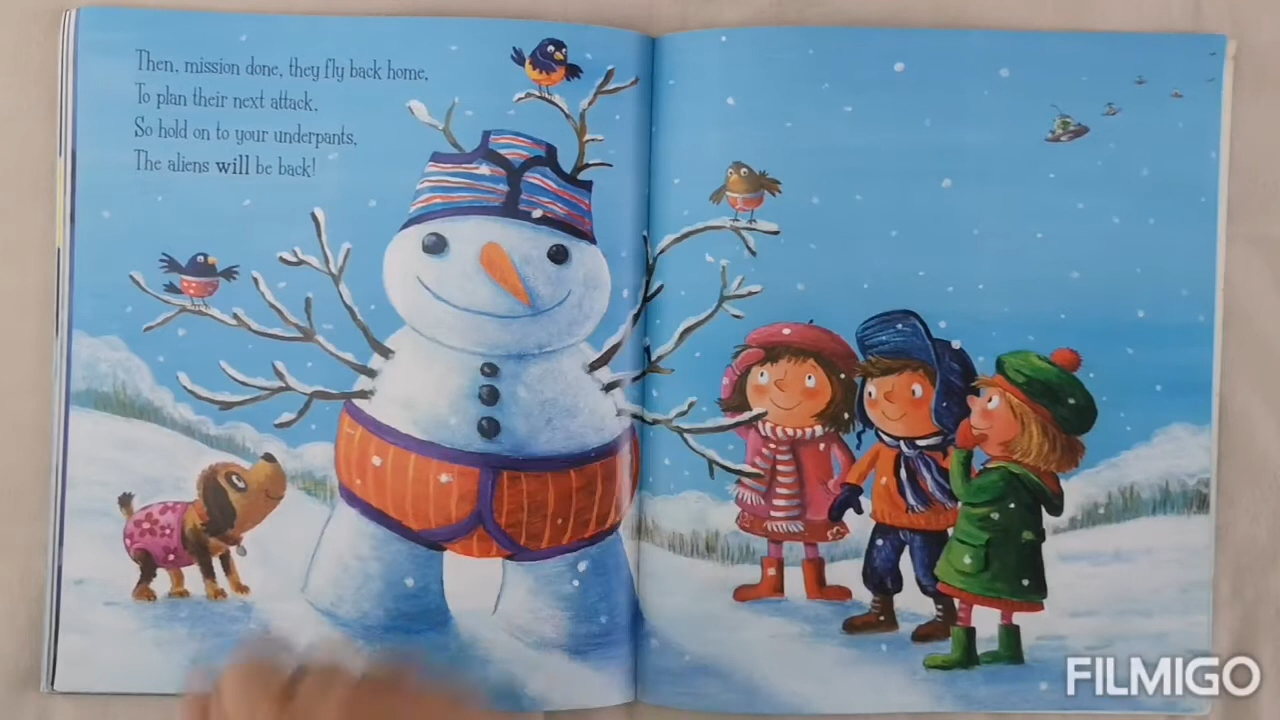 Then, mission done, they fly back home,
To plan their next attack.
So hold on to your underpants,
The aliens will be back!
FILMIGO